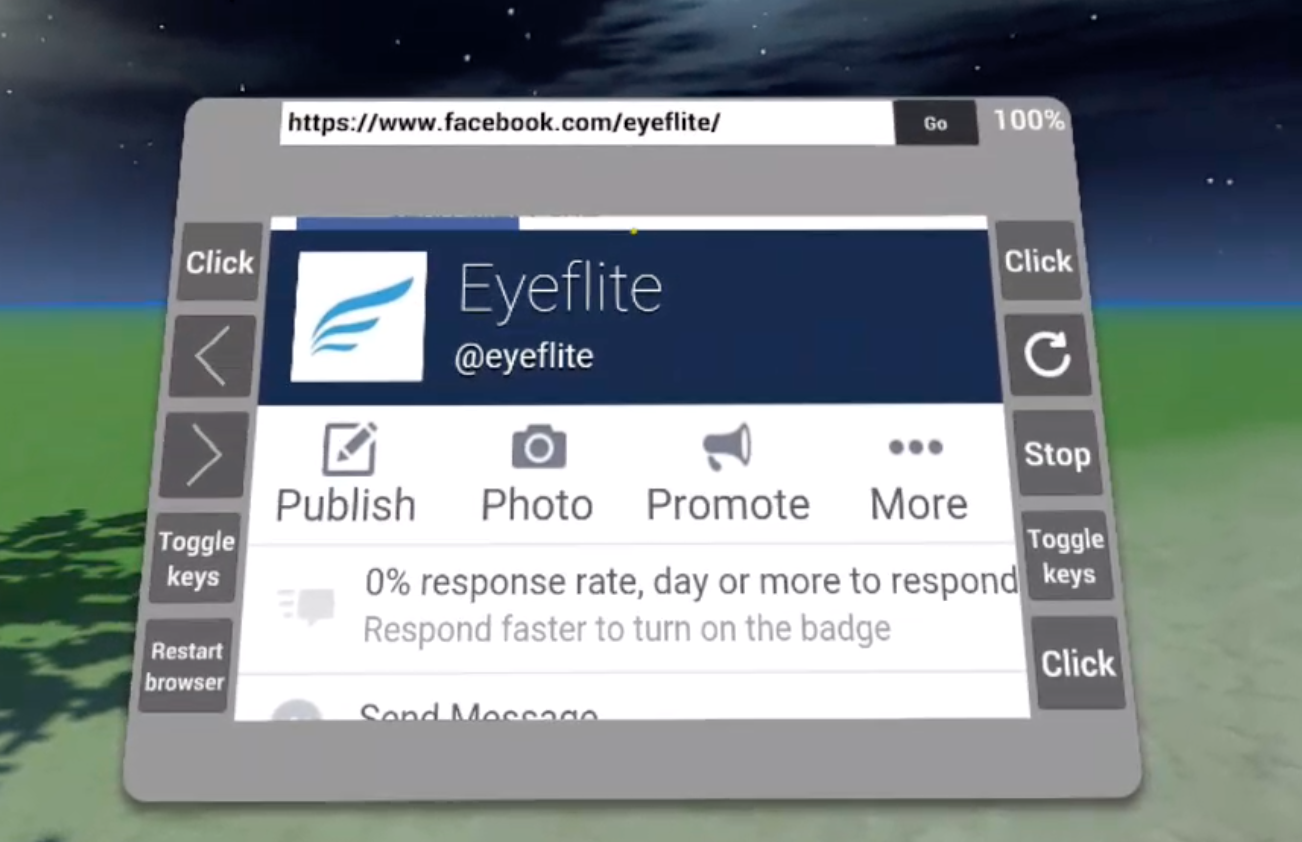 https://www.facebook.com/eyeflite/
Go
100%
Click
Eyeflite
@eyeflite
Click
Publish
Photo
Promote
More
Stop
Toggle
keys
0% response rate, day or more to respond
Respond faster to turn on the badge
Toggle
keys
Restart
browser
Send Message
Click